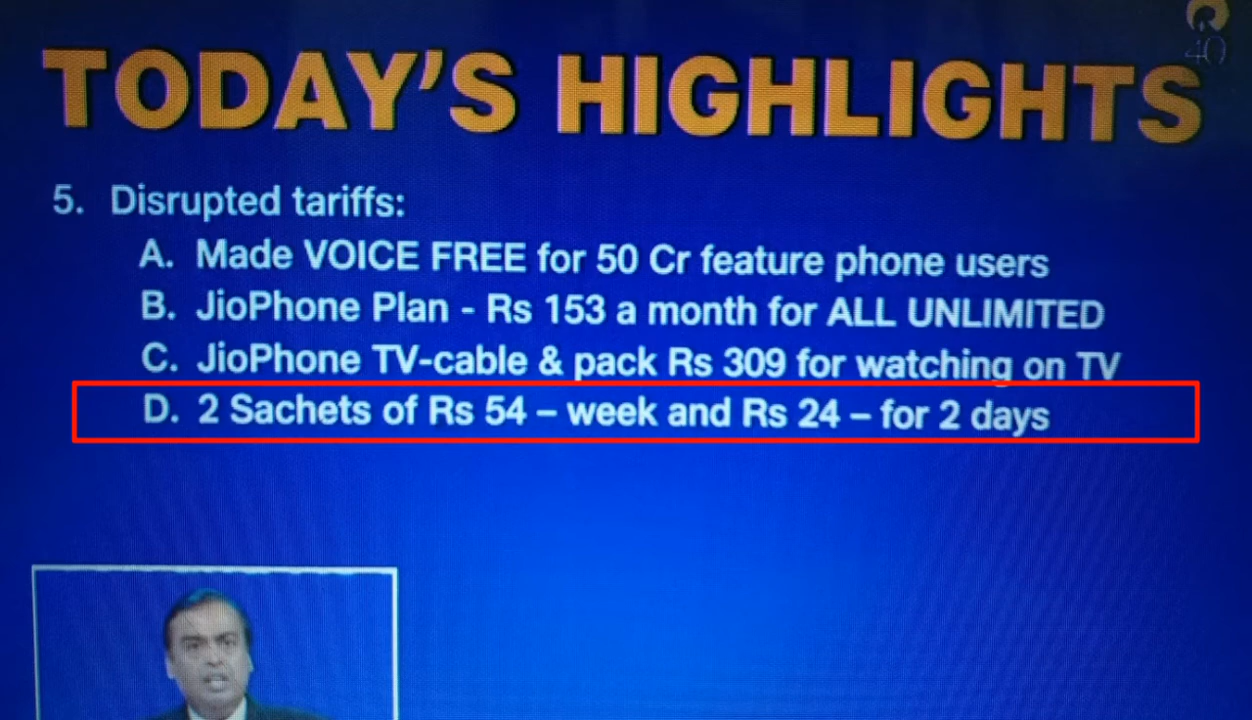 40
TODAY'S HIGHLIGHTS
5. Disrupted tariffs:
A. Made VOICE FREE for 50 Cr feature phone users
B. JioPhone Plan - Rs 153 a month for ALL UNLIMITED
C. JioPhone TV-cable & pack Rs 309 for watching on TV
D. 2 Sachets of Rs 54 – week and Rs 24 – for 2 days